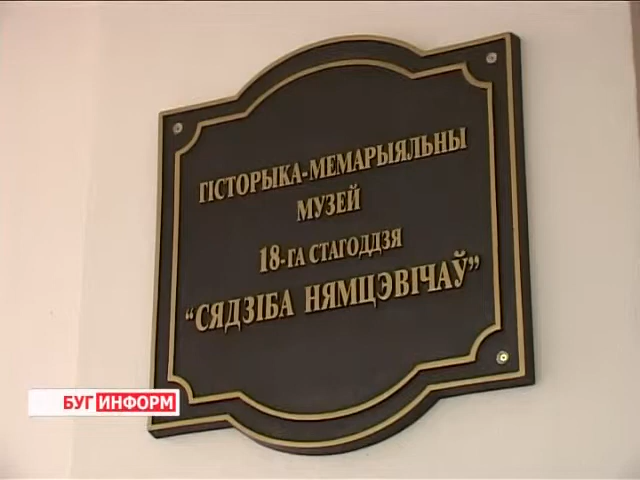 ГІСТОРЫКА-МЕМАРЫЯЛЬНЫ
МУЗЕЙ
18-ГА СТАГОДДЗЯ
“СЯДЗІБА НЯМЦЭВІЧАЎ”
БУГ ИНФОРМ